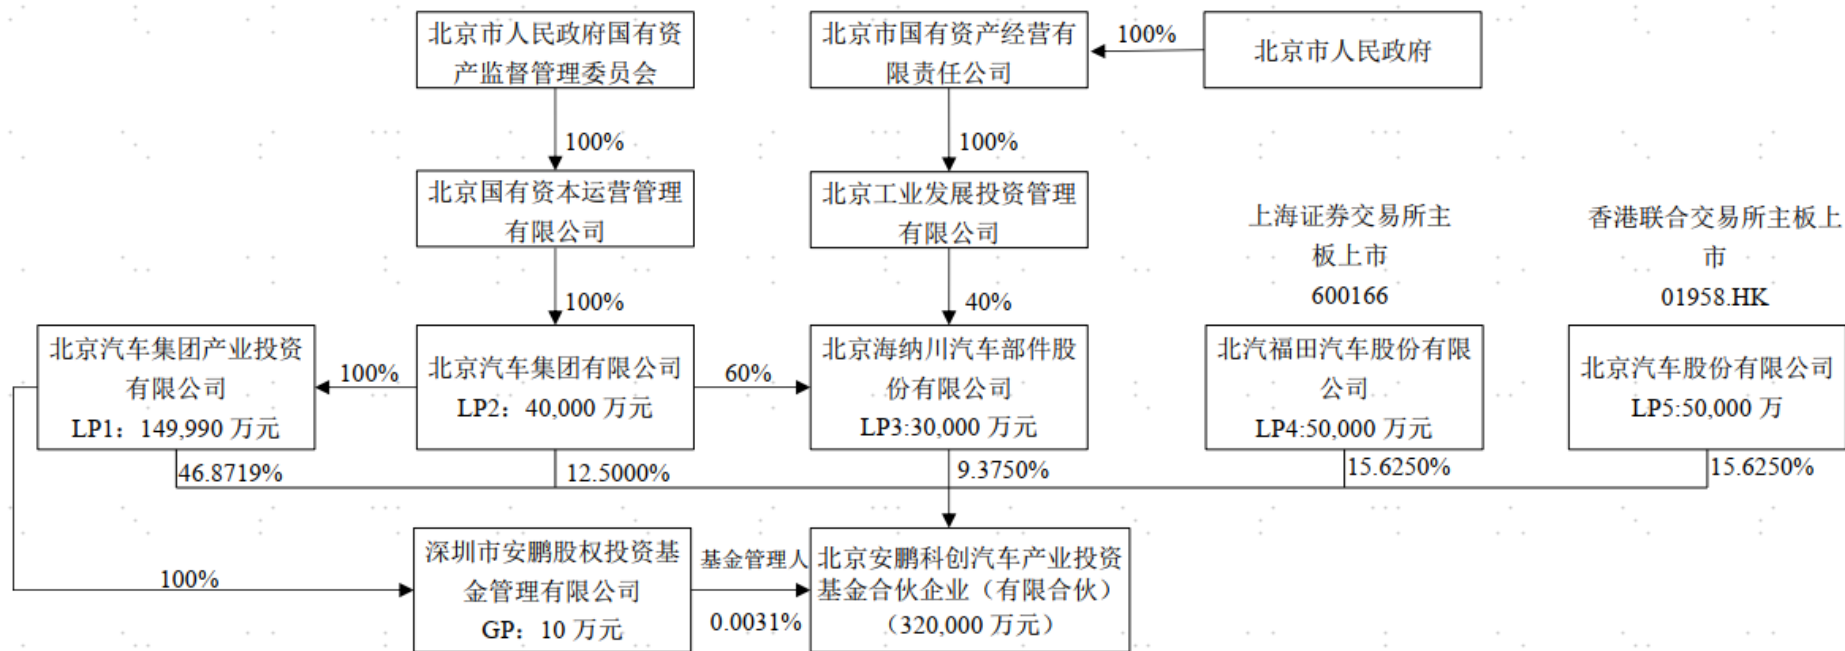 北京市人民政府国有资
产监督管理委员会
北京市国有资产经营有
限责任公司
100%
北京市人民政府
100%
100%
北京国有资本运营管理
有限公司
北京工业发展投资管理
有限公司
上海证券交易所主
板上市
600166
香港联合交易所主板上
市
01958.HK
100%
40%
北京汽车集团产业投资
有限公司
LP1：149,990 万元
100%
北京汽车集团有限公司
LP2：40,000 万元
60%
北京海纳川汽车部件股
份有限公司
LP3:30,000 万元
北汽福田汽车股份有限
公司
LP4:50,000 万元
北京汽车股份有限公司
LP5:50,000 万
46.8719%
12.5000%
9.3750%
15.6250%
15.6250%
100%
深圳市安鹏股权投资基
金管理有限公司
GP：10 万元
基金管理人
0.0031%
北京安鹏科创汽车产业投资
基金合伙企业（有限合伙）
（320,000 万元）